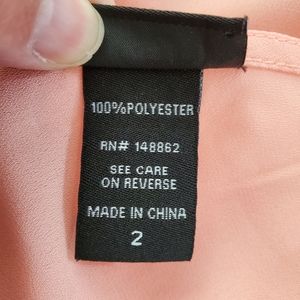 100%POLYESTER
RN# 148862
SEE CARE
ON REVERSE
MADE IN CHINA
2